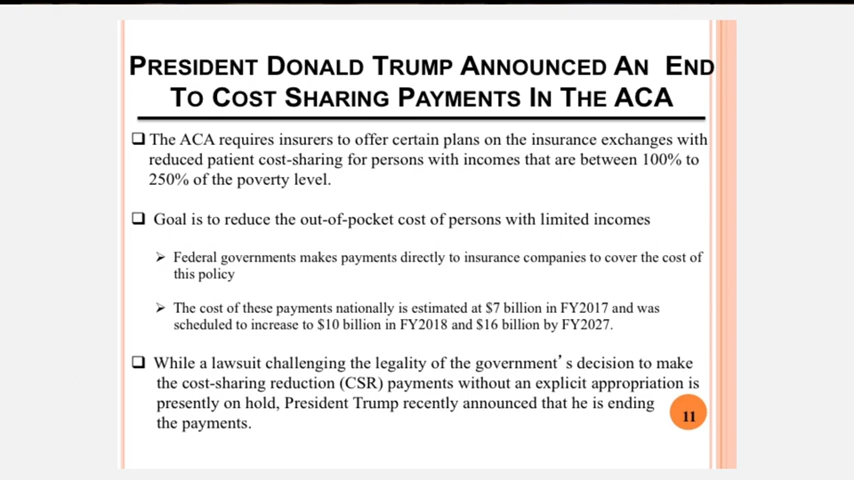 PRESIDENT DONALD TRUMP ANNOUNCED AN END
TO COST SHARING PAYMENTS IN THE ACA
❑ The ACA requires insurers to offer certain plans on the insurance exchanges with
reduced patient cost-sharing for persons with incomes that are between 100% to
250% of the poverty level.
❑ Goal is to reduce the out-of-pocket cost of persons with limited incomes
➢ Federal governments makes payments directly to insurance companies to cover the cost of
this policy
➢ The cost of these payments nationally is estimated at $7 billion in FY2017 and was
scheduled to increase to $10 billion in FY2018 and $16 billion by FY2027.
❑ While a lawsuit challenging the legality of the government's decision to make
the cost-sharing reduction (CSR) payments without an explicit appropriation is
presently on hold, President Trump recently announced that he is ending
the payments.
11